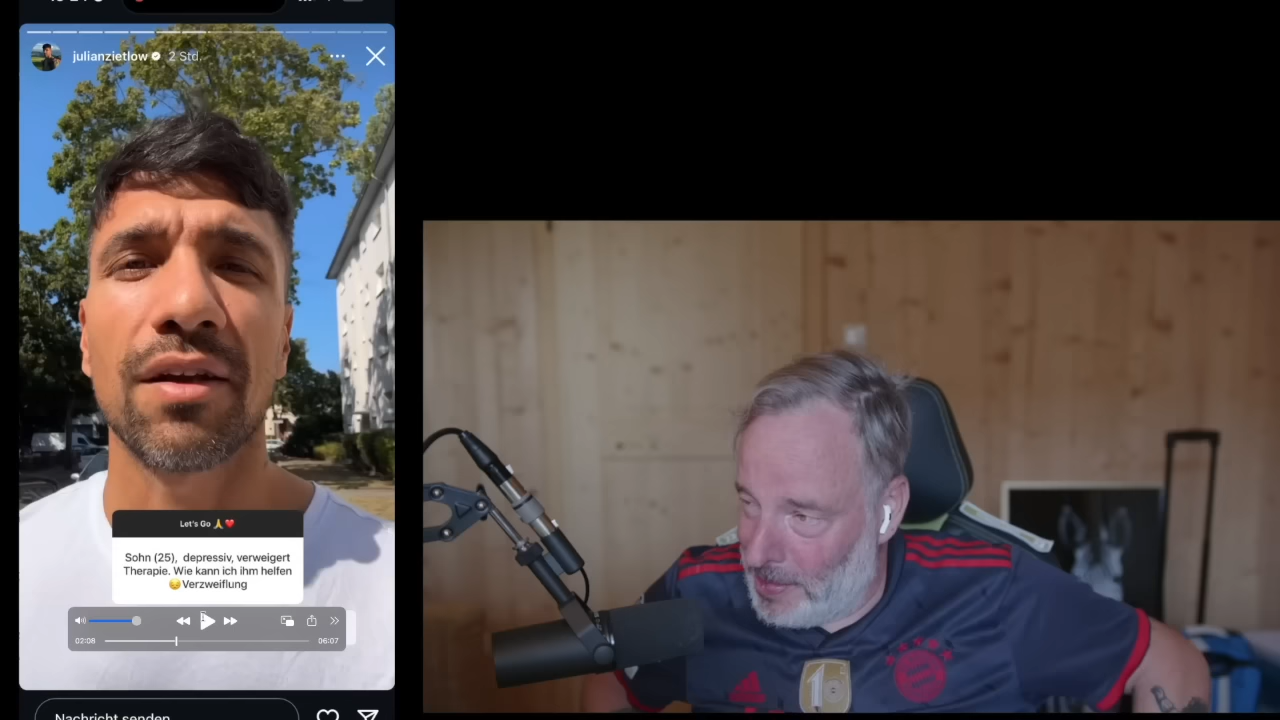 julianzietlow 2 Std.
Let's Go 🙏❤️
Sohn (25), depressiv, verweigert
Therapie. Wie kann ich ihm helfen
😔Verzweiflung
02:08 06:07
Nachricht senden